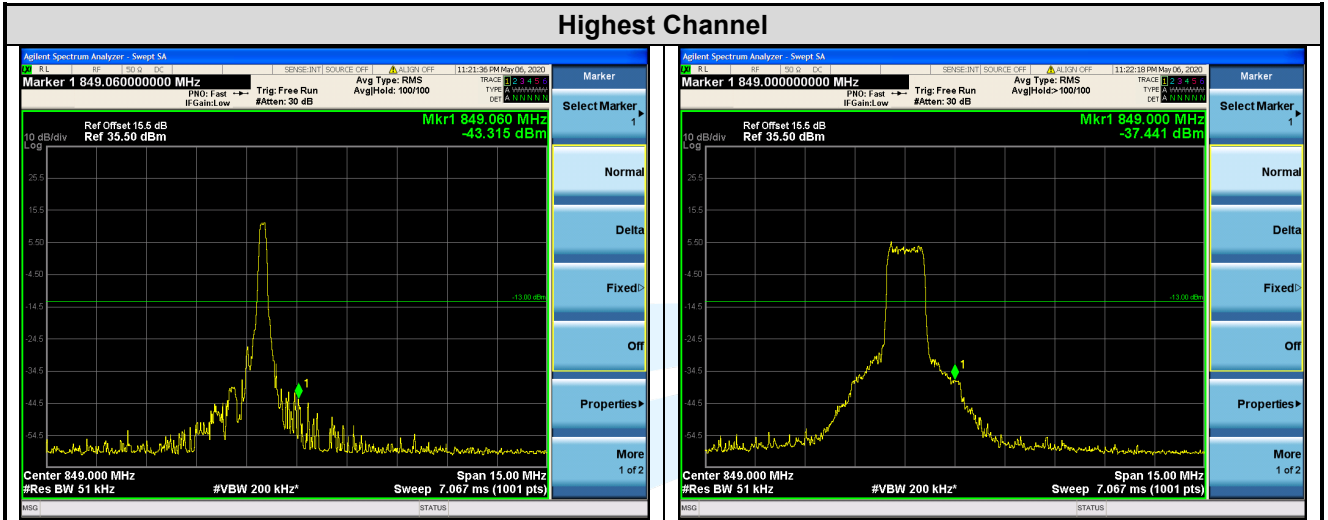 Highest Channel
Agilent Spectrum Analyzer - Swept SA
RL RF 50 Ω DC SENSE:INT SOURCE OFF ALIGN OFF 11:21:36 PM May 06, 2020
Marker 1 849.060000000 MHz
PNO: Fast
IFGain:Low
Trig: Free Run
#Atten: 30 dB
Avg Type: RMS
Avg|Hold: 100/100
TRACE 1 2 3 4 5 6
TYPE A
DET A N N N N N
Mkr1 849.060 MHz
-43.315 dBm
Ref Offset 15.5 dB
10 dB/div Ref 35.50 dBm
Log
25.5
15.5
5.50
-4.50
-14.5
-24.5
-34.5
-44.5
-54.5
-13.00 dBm
1
Center 849.000 MHz Span 15.00 MHz
#Res BW 51 kHz #VBW 200 kHz* Sweep 7.067 ms (1001 pts)
MSG STATUS
Marker
Select Marker
1
Normal
Delta
Fixed
Off
Properties
More
1 of 2
Agilent Spectrum Analyzer - Swept SA
RL RF 50 Ω DC SENSE:INT SOURCE OFF ALIGN OFF 11:22:18 PM May 06, 2020
Marker 1 849.000000000 MHz
PNO: Fast
IFGain:Low
Trig: Free Run
#Atten: 30 dB
Avg Type: RMS
Avg|Hold:>100/100
TRACE 1 2 3 4 5 6
TYPE A
DET A N N N N N
Mkr1 849.000 MHz
-37.441 dBm
Ref Offset 15.5 dB
10 dB/div Ref 35.50 dBm
Log
25.5
15.5
5.50
-4.50
-14.5
-24.5
-34.5
-44.5
-54.5
-13.00 dBm
1
Center 849.000 MHz Span 15.00 MHz
#Res BW 51 kHz #VBW 200 kHz* Sweep 7.067 ms (1001 pts)
MSG STATUS
Marker
Select Marker
1
Normal
Delta
Fixed
Off
Properties
More
1 of 2